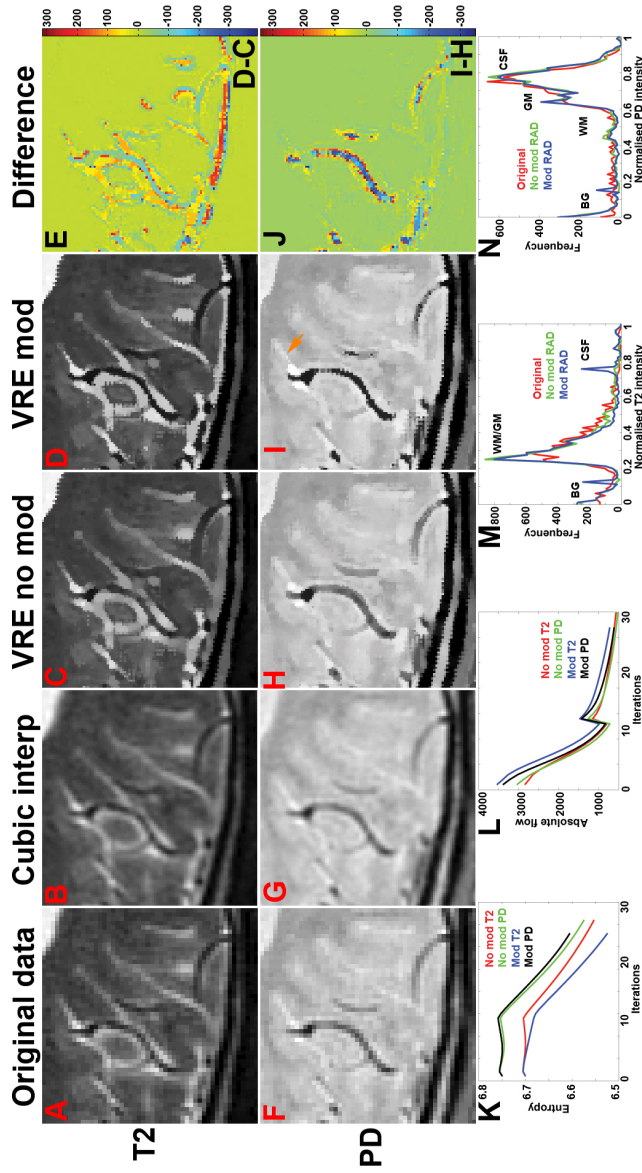 Original data
Cubic interp
VRE no mod
VRE mod
Difference
T2
A
B
C
D
E
D-C
300
200
100
0
-100
-200
-300
PD
F
G
H
I
J
I-H
300
200
100
0
-100
-200
-300
K
Entropy
6.8
6.7
6.6
6.5
10
20
30
Iterations
No mod T2
No mod PD
Mod T2
Mod PD
L
Absolute flow
4000
3000
2000
1000
0
5
10
15
20
25
30
Iterations
No mod T2
No mod PD
Mod T2
Mod PD
M
Frequency
800
600
400
200
0
0
0.2
0.4
0.6
0.8
1
Normalised T2 intensity
BG
WM/GM
CSF
Original
No mod RAD
Mod RAD
N
Frequency
600
400
200
0
0
0.2
0.4
0.6
0.8
1
Normalised PD intensity
BG
WM
GM
CSF
Original
No mod RAD
Mod RAD